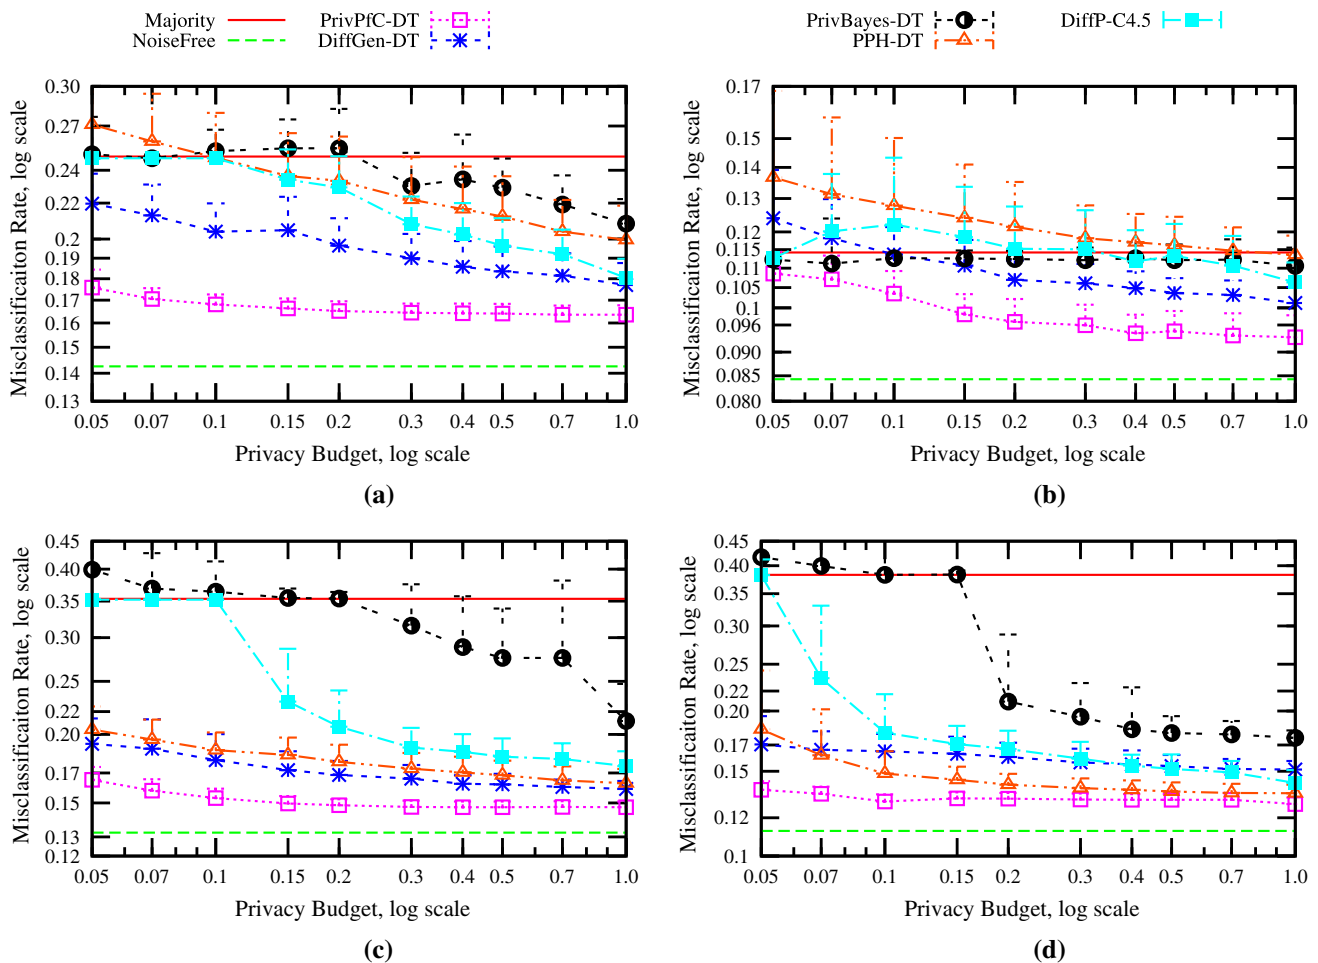 Majority
NoiseFree
PrivPfC-DT
DiffGen-DT
PrivBayes-DT
PPH-DT
DiffP-C4.5
Misclassificaiton Rate, log scale
0.30
0.27
0.24
0.22
0.2
0.19
0.18
0.17
0.16
0.15
0.14
0.13
0.05 0.07 0.1 0.15 0.2 0.3 0.4 0.5 0.7 1.0
Privacy Budget, log scale
(a)
Misclassificaiton Rate, log scale
0.17
0.15
0.14
0.13
0.12
0.115
0.11
0.105
0.1
0.096
0.090
0.085
0.080
0.05 0.07 0.1 0.15 0.2 0.3 0.4 0.5 0.7 1.0
Privacy Budget, log scale
(b)
Misclassificaiton Rate, log scale
0.45
0.40
0.35
0.30
0.25
0.22
0.20
0.17
0.15
0.13
0.12
0.05 0.07 0.1 0.15 0.2 0.3 0.4 0.5 0.7 1.0
Privacy Budget, log scale
(c)
Misclassificaiton Rate, log scale
0.45
0.40
0.35
0.30
0.25
0.22
0.20
0.17
0.15
0.12
0.1
0.05 0.07 0.1 0.15 0.2 0.3 0.4 0.5 0.7 1.0
Privacy Budget, log scale
(d)